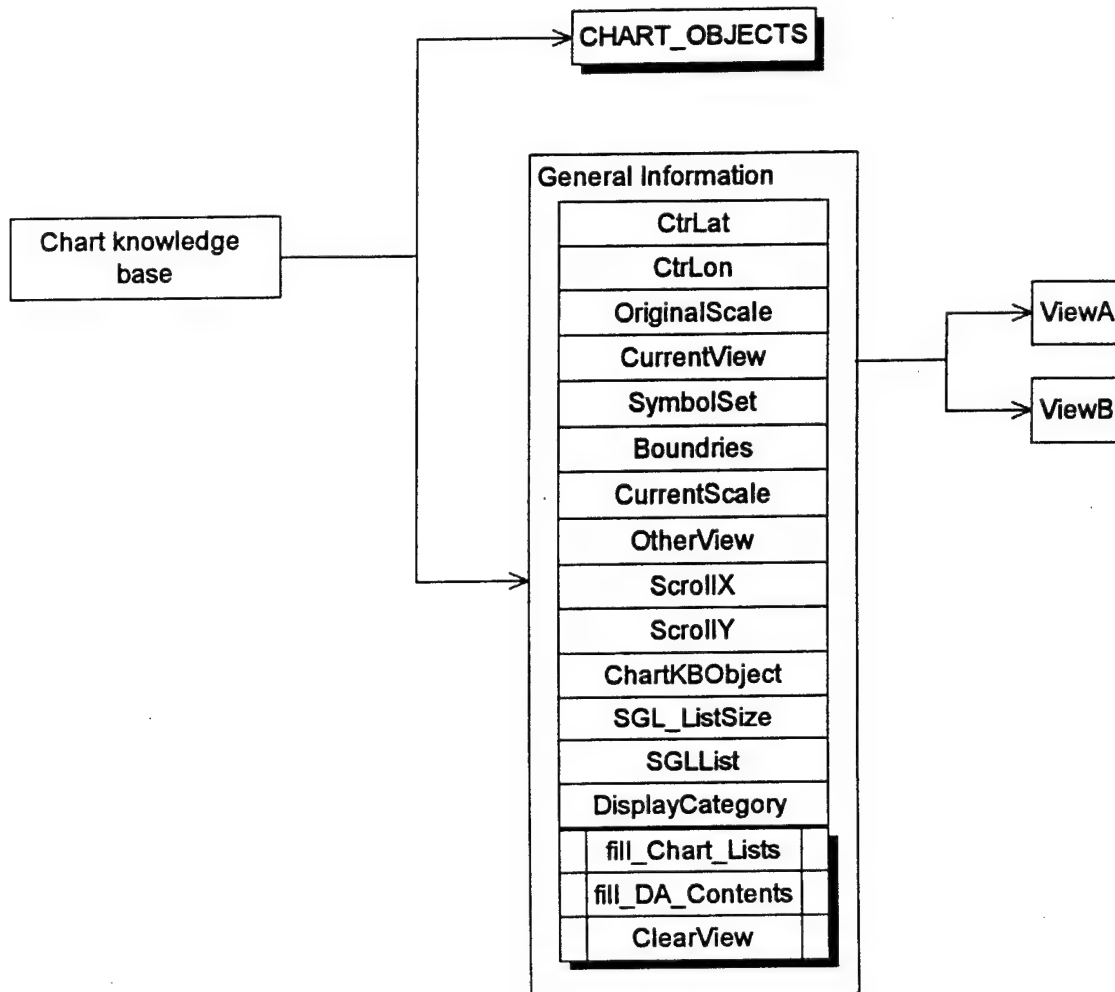 CHART_OBJECTS
General Information
CtrLat
Chart knowledge
base
CtrLon
OriginalScale
CurrentView
SymbolSet
Boundries
CurrentScale
OtherView
ScrollX
ScrollY
ChartKBObject
SGL_ListSize
SGLList
DisplayCategory
fill_Chart_Lists
fill_DA_Contents
ClearView
ViewA
ViewB